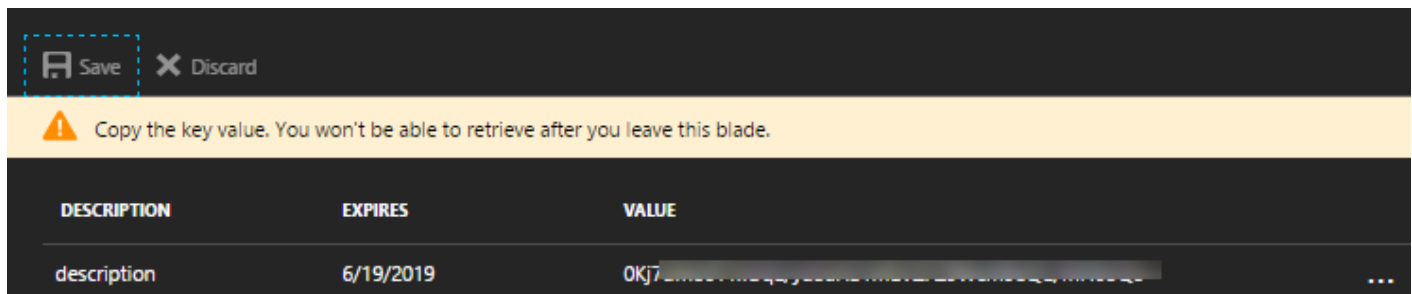 Save Discard
Copy the key value. You won't be able to retrieve after you leave this blade.
DESCRIPTION EXPIRES VALUE
description 6/19/2019 ...